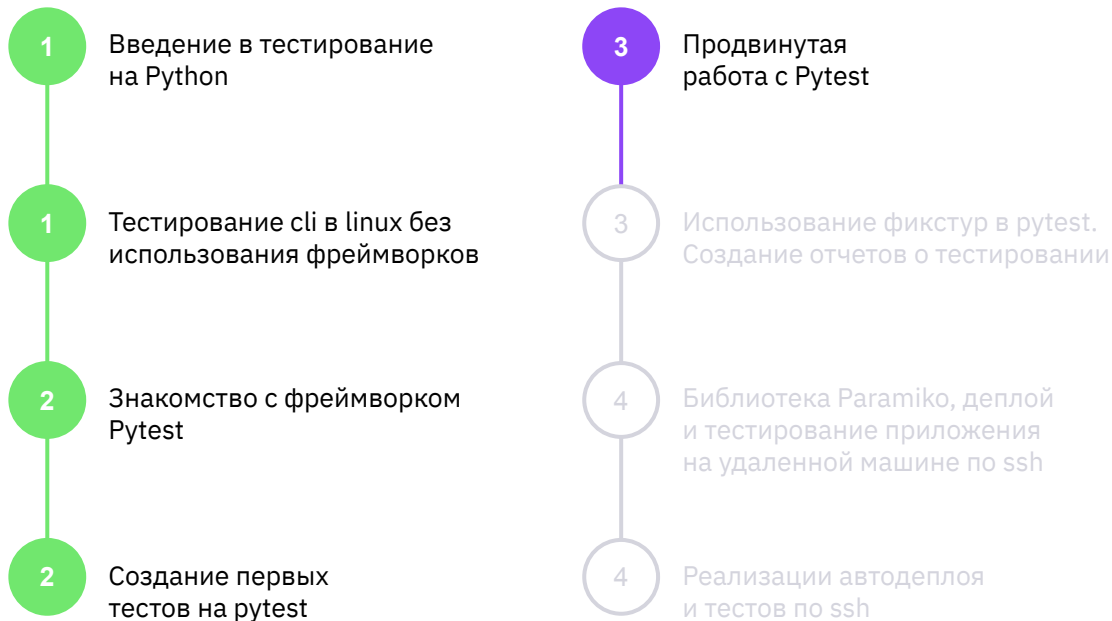 1
Введение в тестирование
на Python
1
Тестирование cli в linux без
использования фреймворков
2
Знакомство с фреймворком
Pytest
2
Создание первых
тестов на pytest
3
Продвинутая
работа с Pytest
3
Использование фикстур в pytest.
Создание отчетов о тестировании
4
Библиотека Paramiko, деплой
и тестирование приложения
на удаленной машине по ssh
4
Реализации автодеплоя
и тестов по ssh